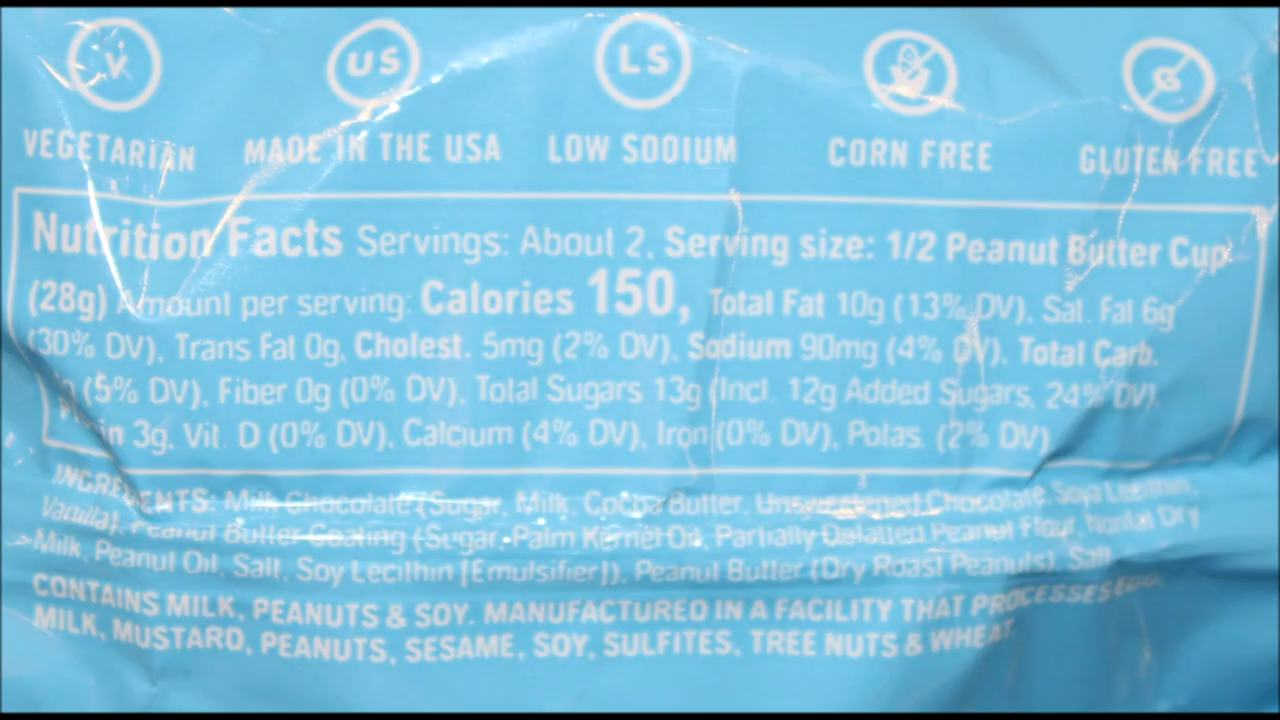 V US LS G
VEGETARIAN MADE IN THE USA LOW SODIUM CORN FREE GLUTEN FREE
Nutrition Facts Servings: About 2, Serving size: 1/2 Peanut Butter Cup
(28g) Amount per serving: Calories 150, Total Fat 10g (13% DV), Sat. Fat 6g
(30% DV), Trans Fat 0g, Cholest. 5mg (2% DV), Sodium 90mg (4% DV), Total Carb.
(5% DV), Fiber 0g (0% DV), Total Sugars 13g (Incl. 12g Added Sugars, 24% DV),
3g, Vit. D (0% DV), Calcium (4% DV), Iron (0% DV), Potas. (2% DV)
INGREDIENTS: Milk Chocolate (Sugar, Milk, Cocoa Butter, Unsweetened Chocolate, Soya Lecithin,
Vanilla), Peanut Butter Coating (Sugar, Palm Kernel Oil, Partially Defatted Peanut Flour, Nonfat Dry
Milk, Peanut Oil, Salt, Soy Lecithin [Emulsifier]), Peanut Butter (Dry Roast Peanuts), Salt
CONTAINS MILK, PEANUTS & SOY. MANUFACTURED IN A FACILITY THAT PROCESSES EGGS,
MILK, MUSTARD, PEANUTS, SESAME, SOY, SULFITES, TREE NUTS & WHEAT.